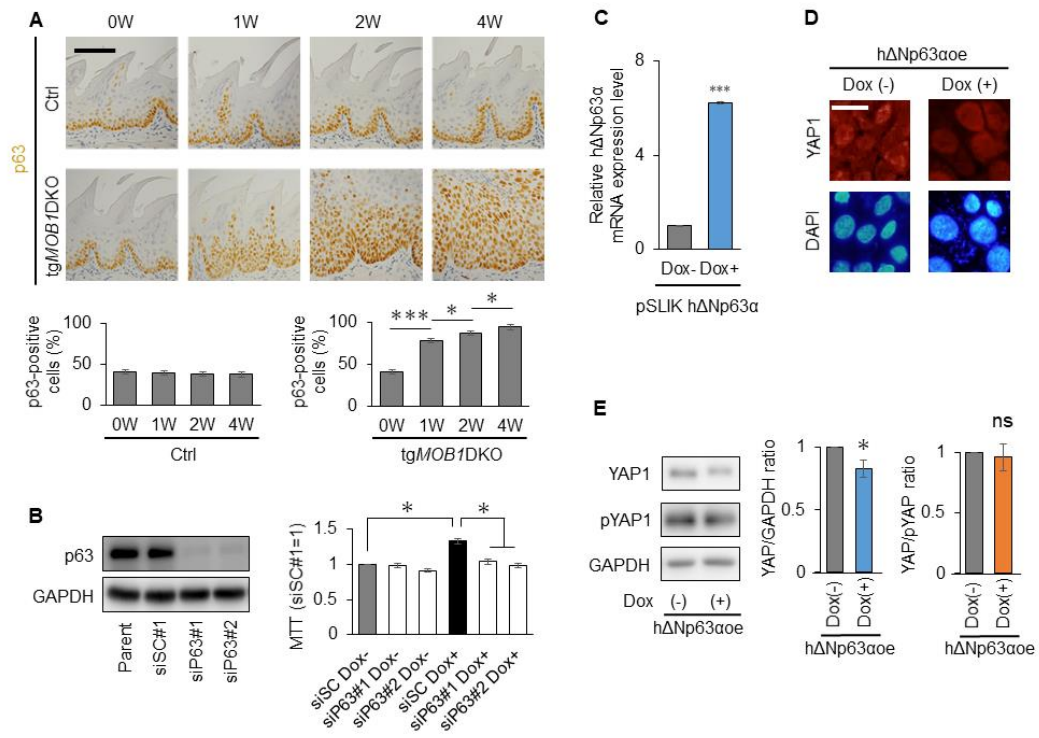 A
0W 1W 2W 4W
p63
Ctrl
tgMOB1DKO
p63-positive
cells (%)
100
50
0
0W 1W 2W 4W
Ctrl
p63-positive
cells (%)
100
50
0
*** * *
0W 1W 2W 4W
tgMOB1DKO
B
p63
GAPDH
Parent
siSC#1
siP63#1
siP63#2
MTT (siSC#1=1)
1.5
1
0.5
0
* *
siSC Dox-
siP63#1 Dox-
siP63#2 Dox-
siSC Dox+
siP63#1 Dox+
siP63#2 Dox+
C
Relative hΔNp63α
mRNA expression level
8
6
4
2
0
***
Dox- Dox+
pSLIK hΔNp63α
D
hΔNp63αoe
Dox (-) Dox (+)
YAP1
DAPI
E
YAP1
pYAP1
GAPDH
Dox (-) (+)
hΔNp63αoe
YAP/GAPDH ratio
1
0.5
0
*
Dox(-)
Dox(+)
hΔNp63αoe
ns
YAP/pYAP ratio
1
0.5
0
Dox(-)
Dox(+)
hΔNp63αoe